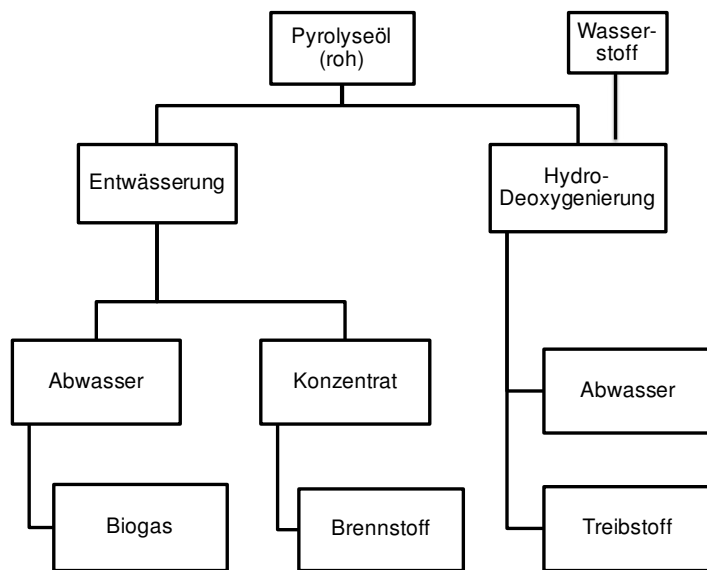 Pyrolyseöl
(roh)
Wasser-
stoff
Entwässerung
Hydro-
Deoxygenierung
Abwasser
Konzentrat
Abwasser
Biogas
Brennstoff
Treibstoff